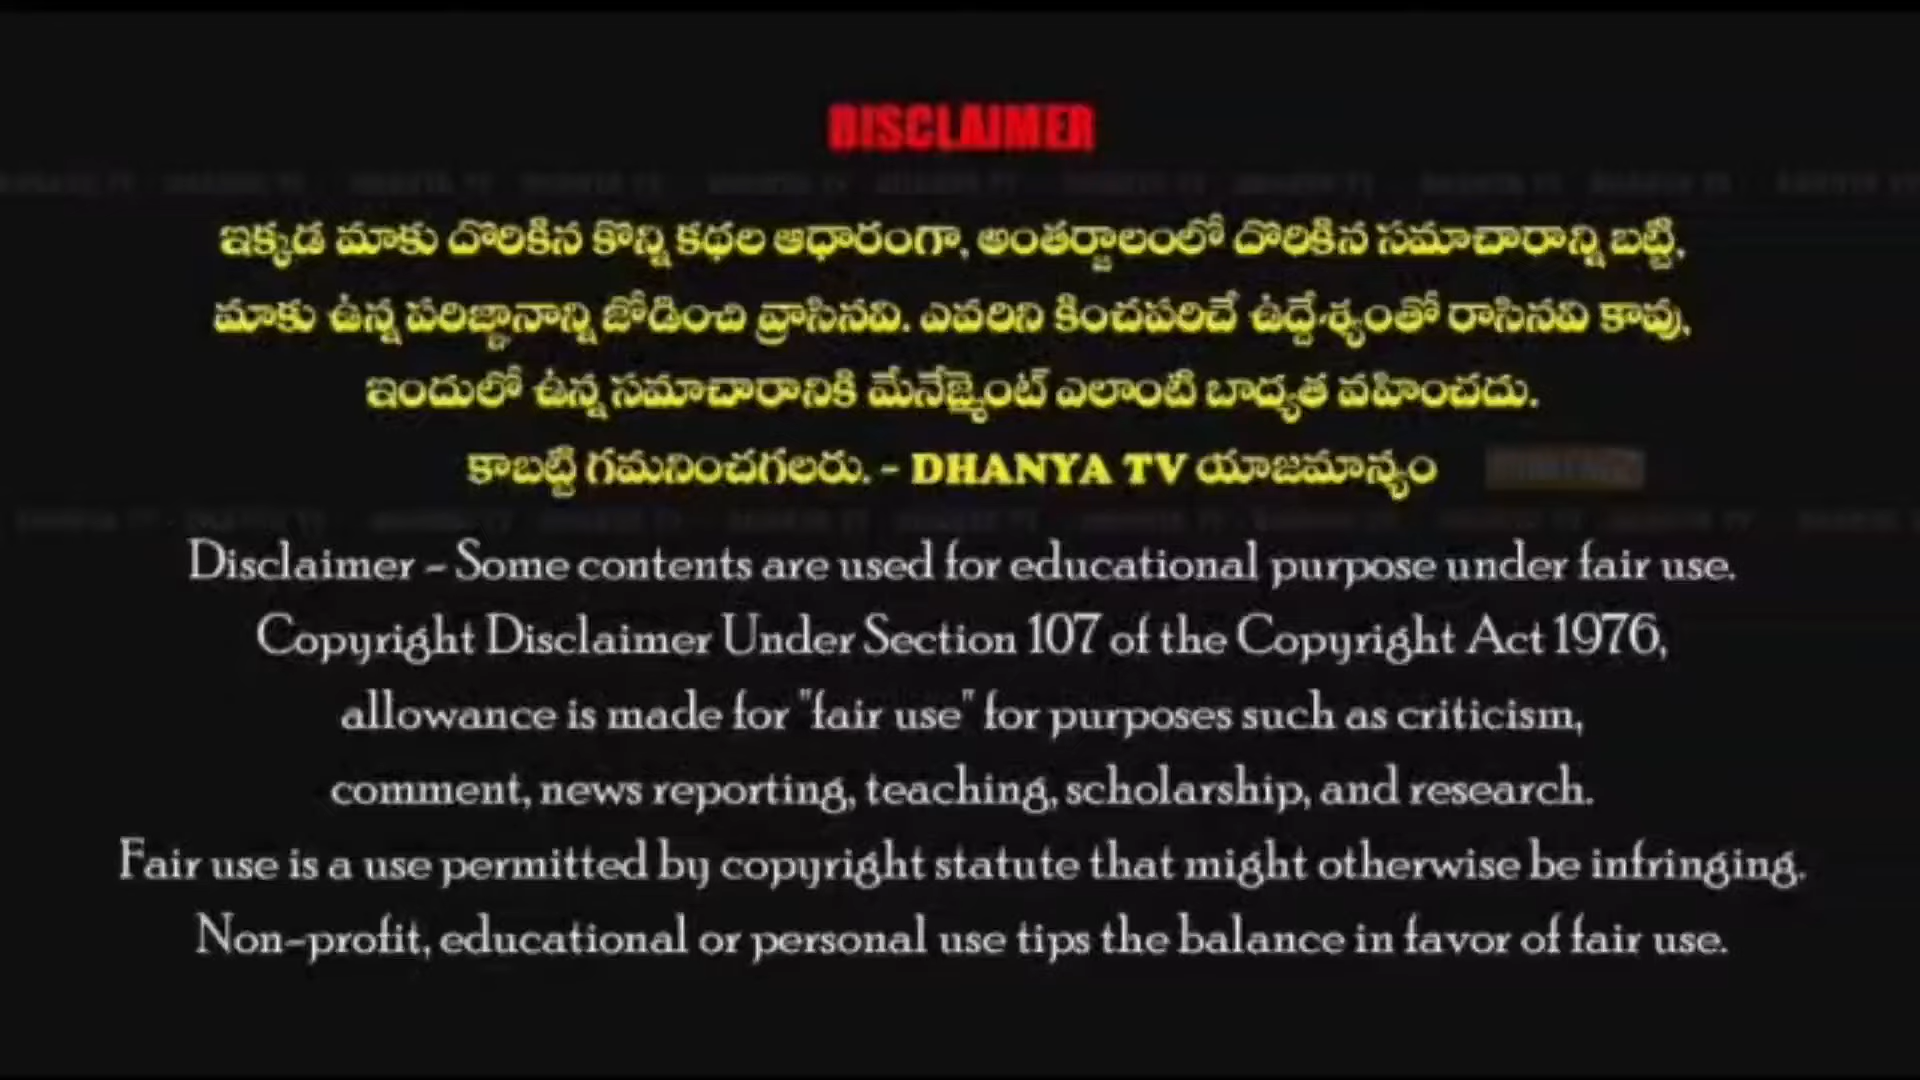 DISCLAIMER
ఇక్కడ మాకు దొరికిన కొన్ని కథల ఆధారంగా, అంతర్జాలంలో దొరికిన సమాచారాన్ని బట్టి,
మాకు ఉన్న పరిజ్ఞానాన్ని జోడించి వ్రాసినవి. ఎవరిని కించపరిచే ఉద్దేశ్యంతో రాసినవి కావు,
ఇందులో ఉన్న సమాచారానికి మేనేజ్మెంట్ ఎలాంటి బాధ్యత వహించదు.
కాబట్టి గమనించగలరు. - DHANYA TV యాజమాన్యం
Disclaimer - Some contents are used for educational purpose under fair use.
Copyright Disclaimer Under Section 107 of the Copyright Act 1976,
allowance is made for "fair use" for purposes such as criticism,
comment, news reporting, teaching, scholarship, and research.
Fair use is a use permitted by copyright statute that might otherwise be infringing.
Non-profit, educational or personal use tips the balance in favor of fair use.